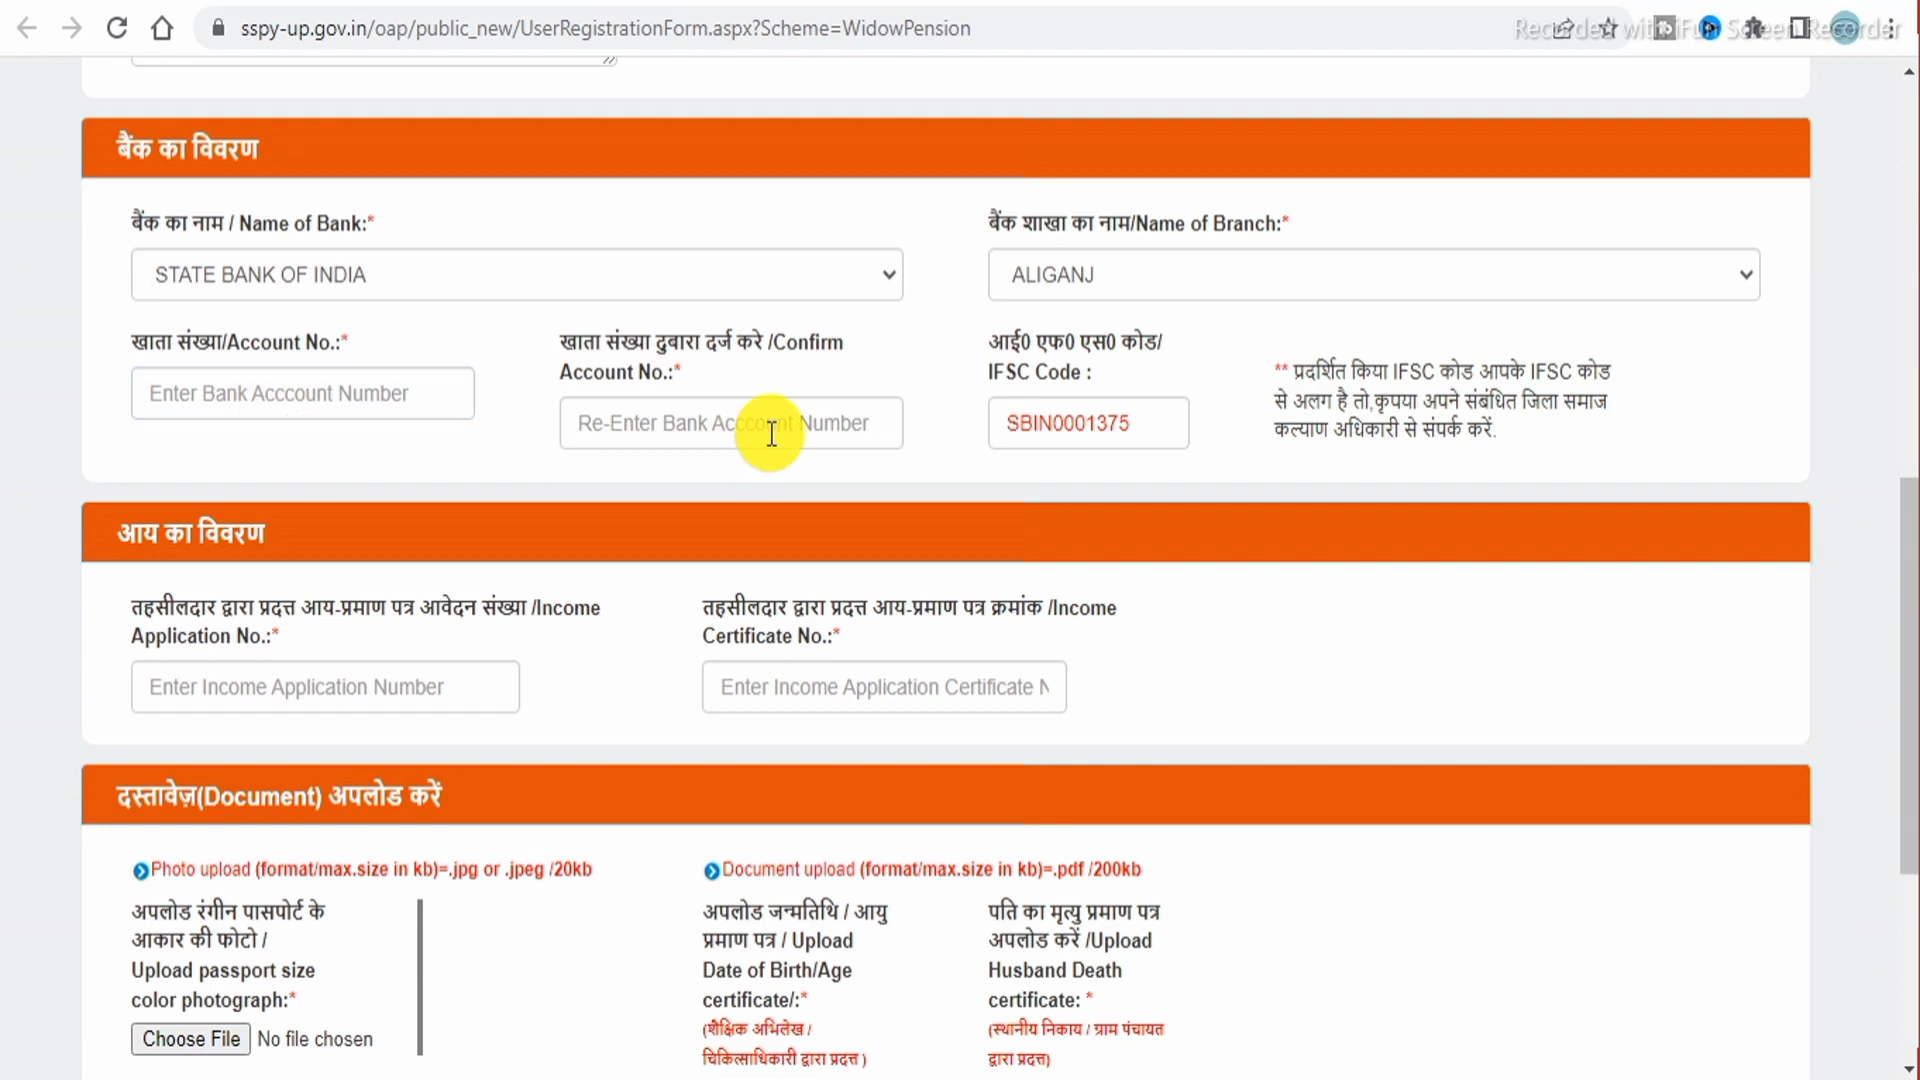 sspy-up.gov.in/oap/public_new/UserRegistrationForm.aspx?Scheme=WidowPension
Recorded with iFun Screen Recorder
बैंक का विवरण
बैंक का नाम / Name of Bank:*
बैंक शाखा का नाम/Name of Branch:*
STATE BANK OF INDIA
ALIGANJ
खाता संख्या/Account No.:*
खाता संख्या दुबारा दर्ज करे /Confirm
Account No.:*
आई0 एफ0 एस0 कोड/
IFSC Code :
Enter Bank Acccount Number
Re-Enter Bank Acccount Number
SBIN0001375
** प्रदर्शित किया IFSC कोड आपके IFSC कोड
से अलग है तो,कृपया अपने संबंधित जिला समाज
कल्याण अधिकारी से संपर्क करें.
आय का विवरण
तहसीलदार द्वारा प्रदत्त आय-प्रमाण पत्र आवेदन संख्या /Income
Application No.:*
तहसीलदार द्वारा प्रदत्त आय-प्रमाण पत्र क्रमांक /Income
Certificate No.:*
Enter Income Application Number
Enter Income Application Certificate N
दस्तावेज़(Document) अपलोड करें
Photo upload (format/max.size in kb)=.jpg or .jpeg /20kb
Document upload (format/max.size in kb)=.pdf /200kb
अपलोड रंगीन पासपोर्ट के
आकार की फोटो /
Upload passport size
color photograph:*
Choose File No file chosen
अपलोड जन्मतिथि / आयु
प्रमाण पत्र / Upload
Date of Birth/Age
certificate/:*
(शैक्षिक अभिलेख /
चिकित्साधिकारी द्वारा प्रदत्त )
पति का मृत्यु प्रमाण पत्र
अपलोड करें /Upload
Husband Death
certificate: *
(स्थानीय निकाय / ग्राम पंचायत
द्वारा प्रदत्त)